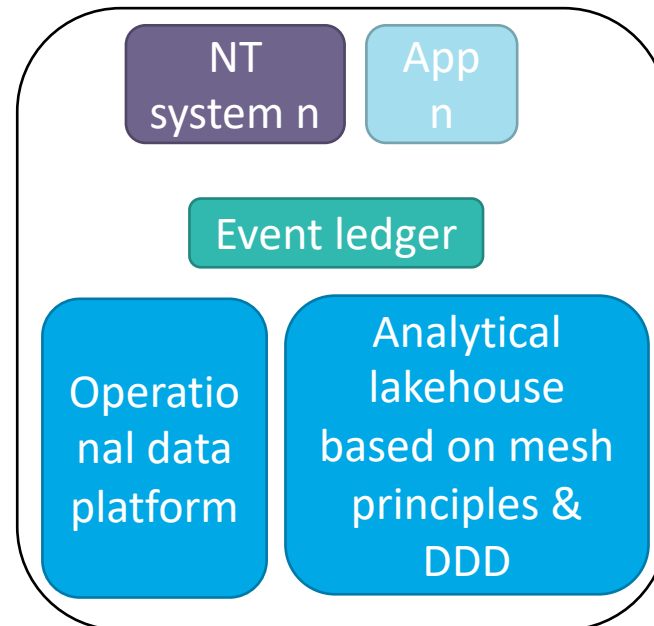 NT
system n
App
n
Event ledger
Operatio
nal data
platform
Analytical
lakehouse
based on mesh
principles &
DDD